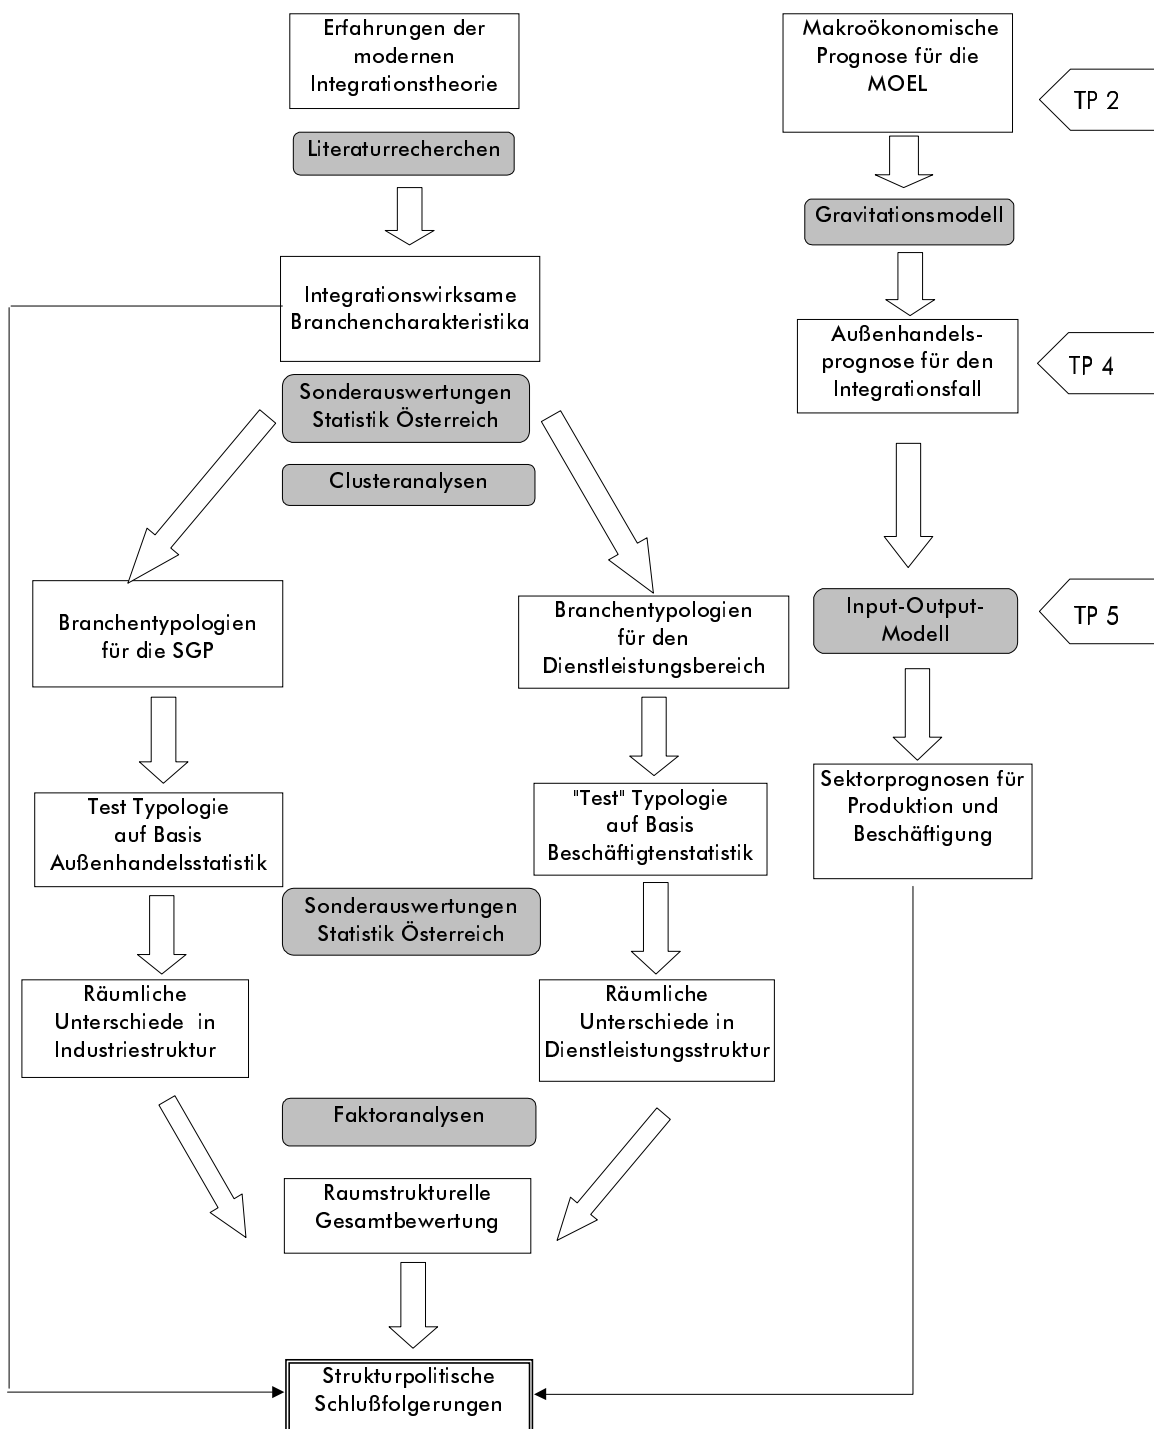 Erfahrungen der
modernen
Integrationstheorie
Literaturrecherchen
Integrationswirksame
Branchencharakteristika
Sonderauswertungen
Statistik Österreich
Clusteranalysen
Branchentypologien
für die SGP
Branchentypologien
für den
Dienstleistungsbereich
Test Typologie
auf Basis
Außenhandelsstatistik
"Test" Typologie
auf Basis
Beschäftigtenstatistik
Sonderauswertungen
Statistik Österreich
Räumliche
Unterschiede in
Industriestruktur
Räumliche
Unterschiede in
Dienstleistungsstruktur
Faktoranalysen
Raumstrukturelle
Gesamtbewertung
Strukturpolitische
Schlußfolgerungen
Makroökonomische
Prognose für die
MOEL
TP 2
Gravitationsmodell
Außenhandels-
prognose für den
Integrationsfall
TP 4
Input-Output-
Modell
TP 5
Sektorprognosen für
Produktion und
Beschäftigung